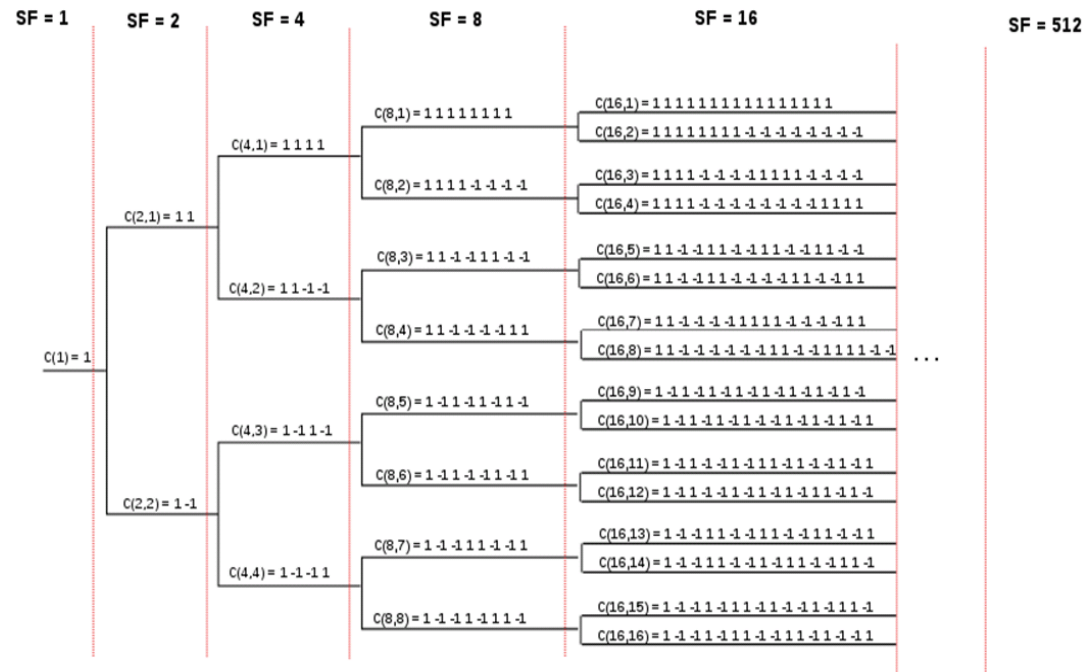 SF = 1
SF = 2
SF = 4
SF = 8
SF = 16
SF = 512
C(1) = 1
C(2,1) = 1 1
C(2,2) = 1 -1
C(4,1) = 1 1 1 1
C(4,2) = 1 1 -1 -1
C(4,3) = 1 -1 1 -1
C(4,4) = 1 -1 -1 1
C(8,1) = 1 1 1 1 1 1 1 1
C(8,2) = 1 1 1 1 -1 -1 -1 -1
C(8,3) = 1 1 -1 -1 1 1 -1 -1
C(8,4) = 1 1 -1 -1 -1 -1 1 1
C(8,5) = 1 -1 1 -1 1 -1 1 -1
C(8,6) = 1 -1 1 -1 -1 1 -1 1
C(8,7) = 1 -1 -1 1 1 -1 -1 1
C(8,8) = 1 -1 -1 1 -1 1 1 -1
C(16,1) = 1 1 1 1 1 1 1 1 1 1 1 1 1 1 1 1
C(16,2) = 1 1 1 1 1 1 1 1 -1 -1 -1 -1 -1 -1 -1 -1
C(16,3) = 1 1 1 1 -1 -1 -1 -1 1 1 1 1 -1 -1 -1 -1
C(16,4) = 1 1 1 1 -1 -1 -1 -1 -1 -1 -1 -1 1 1 1 1
C(16,5) = 1 1 -1 -1 1 1 -1 -1 1 1 -1 -1 1 1 -1 -1
C(16,6) = 1 1 -1 -1 1 1 -1 -1 -1 -1 1 1 -1 -1 1 1
C(16,7) = 1 1 -1 -1 -1 -1 1 1 1 1 -1 -1 -1 -1 1 1
C(16,8) = 1 1 -1 -1 -1 -1 -1 1 1 1 -1 -1 1 1 1 1 1 -1 -1
C(16,9) = 1 -1 1 -1 1 -1 1 -1 1 -1 1 -1 1 -1 1 -1
C(16,10) = 1 -1 1 -1 1 -1 1 -1 -1 1 -1 1 -1 1 -1 1
C(16,11) = 1 -1 1 -1 -1 1 -1 1 1 -1 1 -1 -1 1 -1 1
C(16,12) = 1 -1 1 -1 -1 1 -1 1 -1 1 -1 1 1 -1 1 -1
C(16,13) = 1 -1 -1 1 1 -1 -1 1 1 -1 -1 1 1 -1 -1 1
C(16,14) = 1 -1 -1 1 1 -1 -1 1 -1 1 1 -1 -1 1 1 -1
C(16,15) = 1 -1 -1 1 -1 1 1 -1 1 -1 -1 1 -1 1 1 -1
C(16,16) = 1 -1 -1 1 -1 1 1 -1 -1 1 1 -1 1 -1 -1 1
. . .